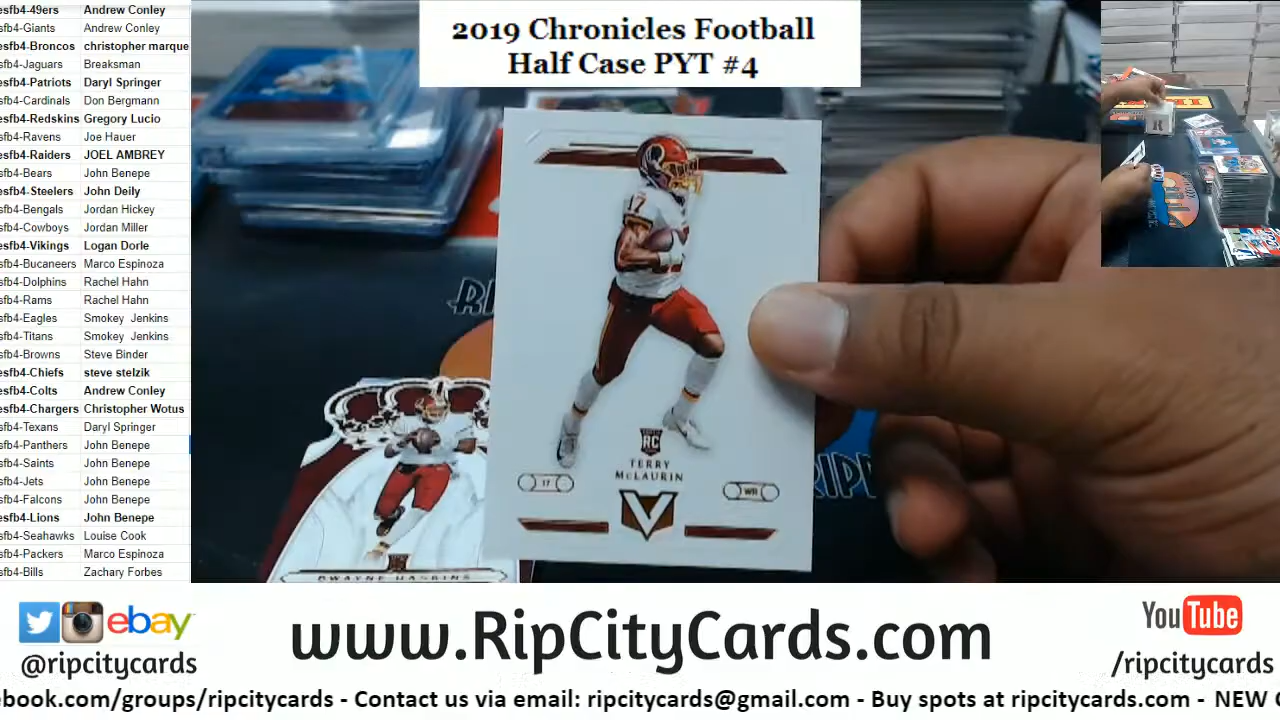 2019 Chronicles Football
Half Case PYT #4
esfb4-49ers Andrew Conley
sfb4-Giants Andrew Conley
esfb4-Broncos christopher marque
sfb4-Jaguars Breaksman
esfb4-Patriots Daryl Springer
sfb4-Cardinals Don Bergmann
esfb4-Redskins Gregory Lucio
sfb4-Ravens Joe Hauer
esfb4-Raiders JOEL AMBREY
sfb4-Bears John Benepe
esfb4-Steelers John Deily
sfb4-Bengals Jordan Hickey
sfb4-Cowboys Jordan Miller
esfb4-Vikings Logan Dorle
sfb4-Bucaneers Marco Espinoza
sfb4-Dolphins Rachel Hahn
sfb4-Rams Rachel Hahn
sfb4-Eagles Smokey Jenkins
sfb4-Titans Smokey Jenkins
sfb4-Browns Steve Binder
esfb4-Chiefs steve stelzik
esfb4-Colts Andrew Conley
esfb4-Chargers Christopher Wotus
sfb4-Texans Daryl Springer
sfb4-Panthers John Benepe
sfb4-Saints John Benepe
sfb4-Jets John Benepe
sfb4-Falcons John Benepe
esfb4-Lions John Benepe
sfb4-Seahawks Louise Cook
sfb4-Packers Marco Espinoza
sfb4-Bills Zachary Forbes
17
RC
TERRY
McLAURIN
17
WR
V
DWAYNE HASKINS
RIPP
ebay
@ripcitycards
www.RipCityCards.com
YouTube
/ripcitycards
ebook.com/groups/ripcitycards - Contact us via email: ripcitycards@gmail.com - Buy spots at ripcitycards.com - NEW